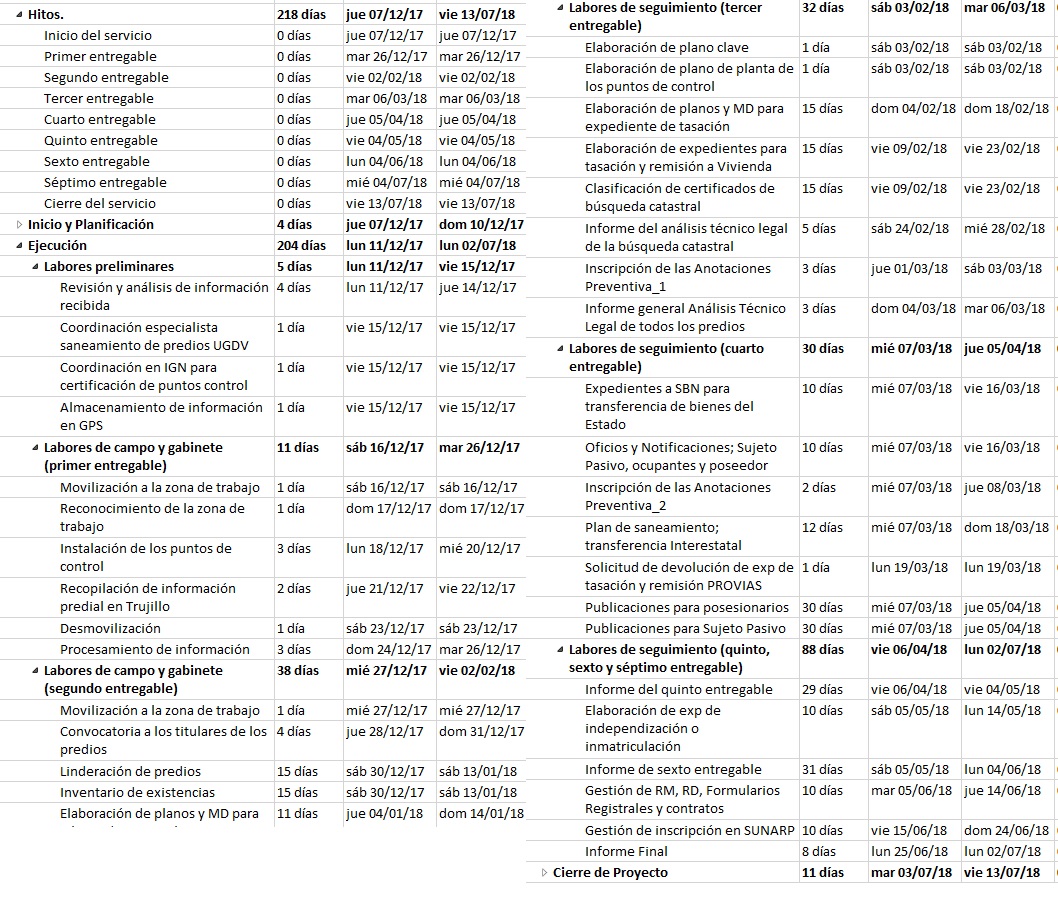 Hitos. 218 días jue 07/12/17 vie 13/07/18
Inicio del servicio 0 días jue 07/12/17 jue 07/12/17
Primer entregable 0 días mar 26/12/17 mar 26/12/17
Segundo entregable 0 días vie 02/02/18 vie 02/02/18
Tercer entregable 0 días mar 06/03/18 mar 06/03/18
Cuarto entregable 0 días jue 05/04/18 jue 05/04/18
Quinto entregable 0 días vie 04/05/18 vie 04/05/18
Sexto entregable 0 días lun 04/06/18 lun 04/06/18
Séptimo entregable 0 días mié 04/07/18 mié 04/07/18
Cierre del servicio 0 días vie 13/07/18 vie 13/07/18
Inicio y Planificación 4 días jue 07/12/17 dom 10/12/17
Ejecución 204 días lun 11/12/17 lun 02/07/18
Labores preliminares 5 días lun 11/12/17 vie 15/12/17
Revisión y análisis de información 4 días lun 11/12/17 jue 14/12/17
recibida
Coordinación especialista 1 día vie 15/12/17 vie 15/12/17
saneamiento de predios UGDV
Coordinación en IGN para 1 día vie 15/12/17 vie 15/12/17
certificación de puntos control
Almacenamiento de información 1 día vie 15/12/17 vie 15/12/17
en GPS
Labores de campo y gabinete 11 días sáb 16/12/17 mar 26/12/17
(primer entregable)
Movilización a la zona de trabajo 1 día sáb 16/12/17 sáb 16/12/17
Reconocimiento de la zona de 1 día dom 17/12/17 dom 17/12/17
trabajo
Instalación de los puntos de 3 días lun 18/12/17 mié 20/12/17
control
Recopilación de información 2 días jue 21/12/17 vie 22/12/17
predial en Trujillo
Desmovilización 1 día sáb 23/12/17 sáb 23/12/17
Procesamiento de información 3 días dom 24/12/17 mar 26/12/17
Labores de campo y gabinete 38 días mié 27/12/17 vie 02/02/18
(segundo entregable)
Movilización a la zona de trabajo 1 día mié 27/12/17 mié 27/12/17
Convocatoria a los titulares de los 4 días jue 28/12/17 dom 31/12/17
predios
Linderación de predios 15 días sáb 30/12/17 sáb 13/01/18
Inventario de existencias 15 días sáb 30/12/17 sáb 13/01/18
Elaboración de planos y MD para 11 días jue 04/01/18 dom 14/01/18
Labores de seguimiento (tercer 32 días sáb 03/02/18 mar 06/03/18
entregable)
Elaboración de plano clave 1 día sáb 03/02/18 sáb 03/02/18
Elaboración de plano de planta de 1 día sáb 03/02/18 sáb 03/02/18
los puntos de control
Elaboración de planos y MD para 15 días dom 04/02/18 dom 18/02/18
expediente de tasación
Elaboración de expedientes para 15 días vie 09/02/18 vie 23/02/18
tasación y remisión a Vivienda
Clasificación de certificados de 15 días vie 09/02/18 vie 23/02/18
búsqueda catastral
Informe del análisis técnico legal 5 días sáb 24/02/18 mié 28/02/18
de la búsqueda catastral
Inscripción de las Anotaciones 3 días jue 01/03/18 sáb 03/03/18
Preventiva_1
Informe general Análisis Técnico 3 días dom 04/03/18 mar 06/03/18
Legal de todos los predios
Labores de seguimiento (cuarto 30 días mié 07/03/18 jue 05/04/18
entregable)
Expedientes a SBN para 10 días mié 07/03/18 vie 16/03/18
transferencia de bienes del
Estado
Oficios y Notificaciones; Sujeto 10 días mié 07/03/18 vie 16/03/18
Pasivo, ocupantes y poseedor
Inscripción de las Anotaciones 2 días mié 07/03/18 jue 08/03/18
Preventiva_2
Plan de saneamiento; 12 días mié 07/03/18 dom 18/03/18
transferencia Interestatal
Solicitud de devolución de exp de 1 día lun 19/03/18 lun 19/03/18
tasación y remisión PROVIAS
Publicaciones para posesionarios 30 días mié 07/03/18 jue 05/04/18
Publicaciones para Sujeto Pasivo 30 días mié 07/03/18 jue 05/04/18
Labores de seguimiento (quinto, 88 días vie 06/04/18 lun 02/07/18
sexto y séptimo entregable)
Informe del quinto entregable 29 días vie 06/04/18 vie 04/05/18
Elaboración de exp de 10 días sáb 05/05/18 lun 14/05/18
independización o
inmatriculación
Informe de sexto entregable 31 días sáb 05/05/18 lun 04/06/18
Gestión de RM, RD, Formularios 10 días mar 05/06/18 jue 14/06/18
Registrales y contratos
Gestión de inscripción en SUNARP 10 días vie 15/06/18 dom 24/06/18
Informe Final 8 días lun 25/06/18 lun 02/07/18
Cierre de Proyecto 11 días mar 03/07/18 vie 13/07/18